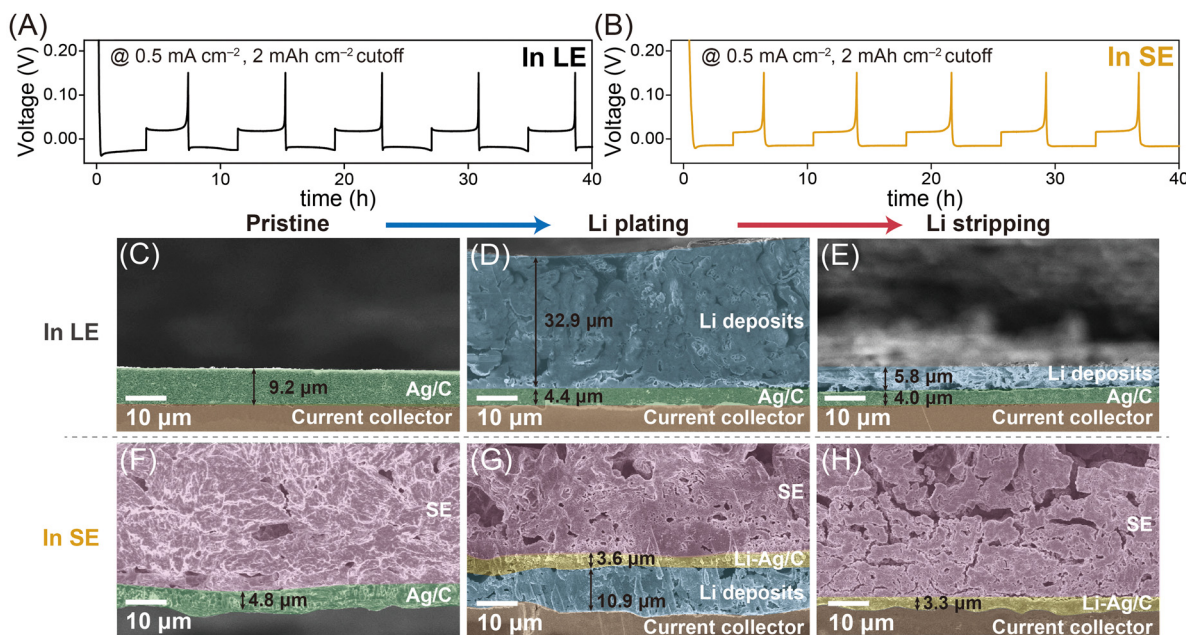 (A)
@ 0.5 mA cm⁻², 2 mAh cm⁻² cutoff
In LE
Voltage (V)
0.20
0.10
0.00
0
10
20
30
40
time (h)
(B)
@ 0.5 mA cm⁻², 2 mAh cm⁻² cutoff
In SE
Voltage (V)
0.20
0.10
0.00
0
10
20
30
40
time (h)
Pristine
Li plating
Li stripping
In LE
(C)
9.2 µm
Ag/C
10 µm
Current collector
(D)
32.9 µm
Li deposits
4.4 µm
Ag/C
10 µm
Current collector
(E)
5.8 µm
Li deposits
4.0 µm
Ag/C
10 µm
Current collector
In SE
(F)
SE
4.8 µm
Ag/C
10 µm
(G)
SE
3.6 µm
Li-Ag/C
10.9 µm
Li deposits
10 µm
Current collector
(H)
SE
3.3 µm
Li-Ag/C
10 µm
Current collector